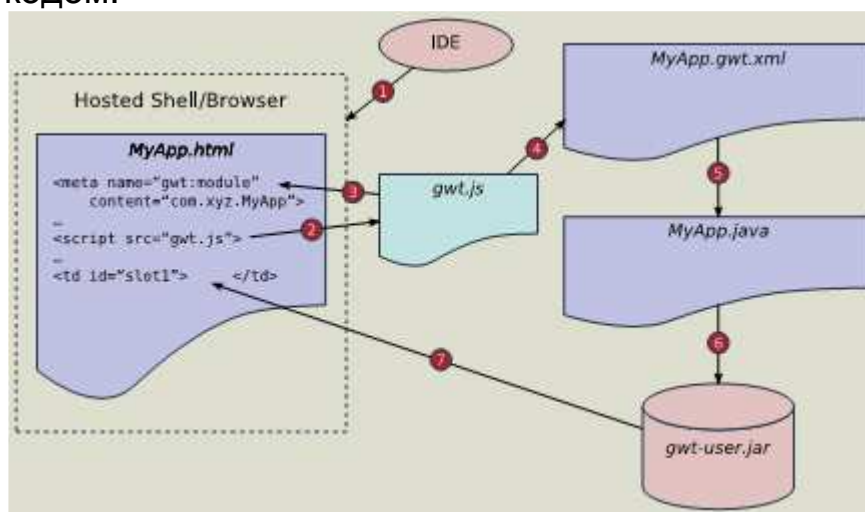 кодом.
IDE
1
Hosted Shell/Browser
MyApp.html
<meta name="gwt:module"
content="com.xyz.MyApp">
…
<script src="gwt.js">
…
<td id="slot1"> </td>
2
3
gwt.js
4
MyApp.gwt.xml
5
MyApp.java
6
7
gwt-user.jar